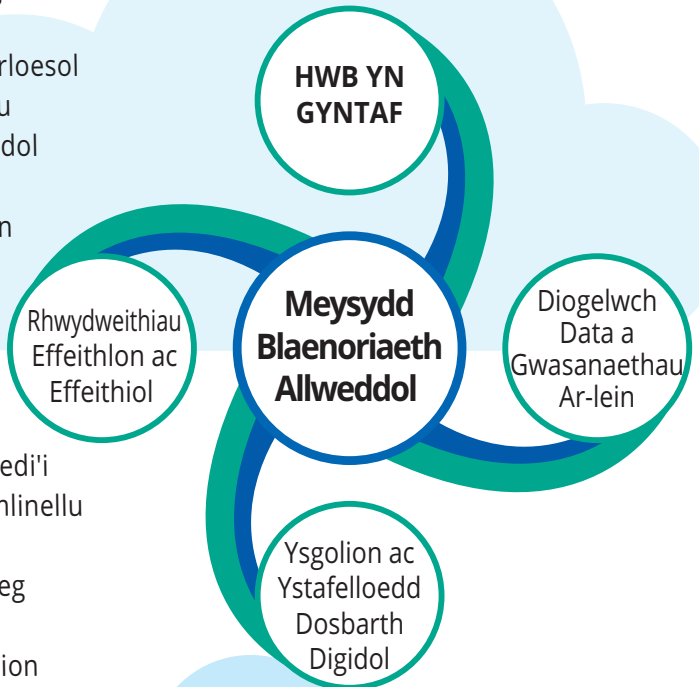 HWB YN
GYNTAF
Rhwydweithiau
Effeithlon ac
Effeithiol
Meysydd
Blaenoriaeth
Allweddol
Diogelwch
Data a
Gwasanaethau
Ar-lein
Ysgolion ac
Ystafelloedd
Dosbarth
Digidol